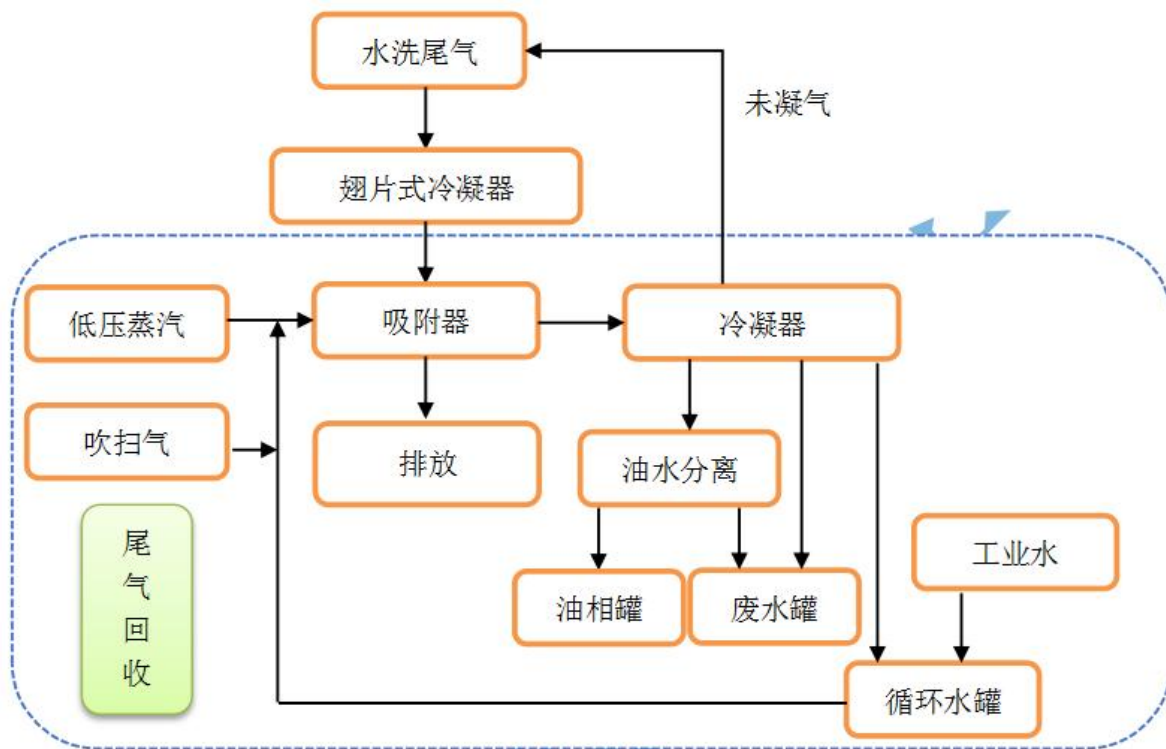 水洗尾气
未凝气
翅片式冷凝器
低压蒸汽
吸附器
冷凝器
吹扫气
排放
油水分离
尾
气
回
收
工业水
油相罐
废水罐
循环水罐